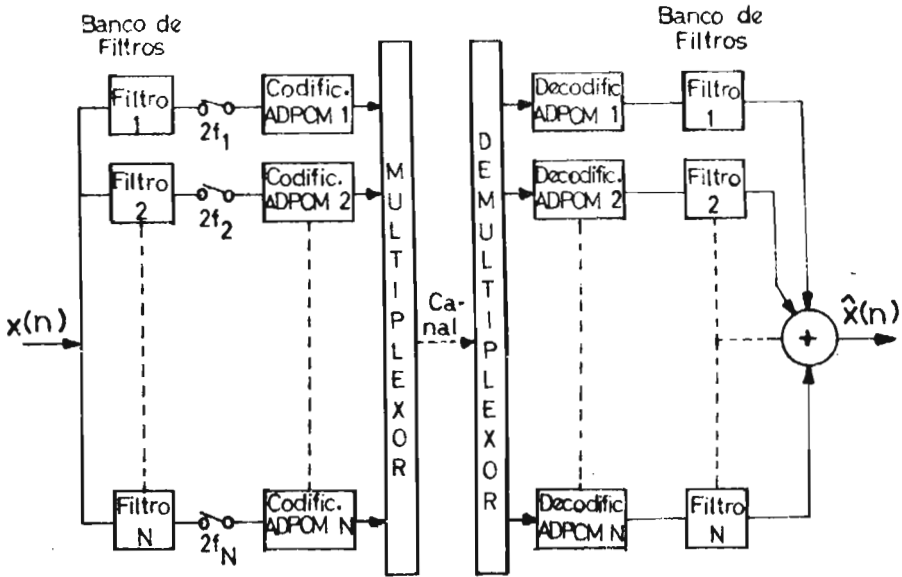 Banco de
Filtros
Filtro
1
2f1
Codific.
ADPCM 1
Filtro
2
2f2
Codific.
ADPCM 2
x(n)
Filtro
N
2fN
Codific.
ADPCM N
MULTIPLEXOR
Ca-
nal
DEMULTIPLEXOR
Decodific
ADPCM 1
Decodific
ADPCM 2
Decodific
ADPCM N
Banco de
Filtros
Filtro
1
Filtro
2
Filtro
N
+
x̂(n)